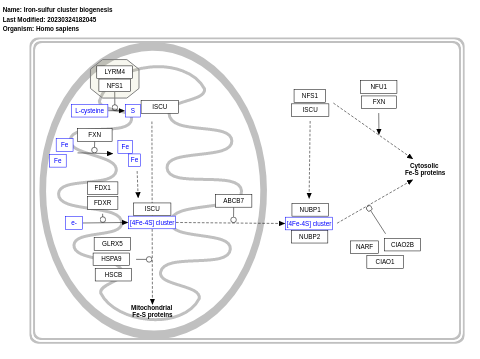 Name: Iron-sulfur cluster biogenesis
Last Modified: 20230324182045
Organism: Homo sapiens
LYRM4
NFS1
L-cysteine
S
ISCU
FXN
Fe
Fe
Fe
Fe
FDX1
FDXR
ISCU
e-
[4Fe-4S] cluster
GLRX5
HSPA9
HSCB
Mitochondrial
Fe-S proteins
ABCB7
NFS1
ISCU
NFU1
FXN
Cytosolic
Fe-S proteins
NUBP1
[4Fe-4S] cluster
NUBP2
NARF
CIAO2B
CIAO1